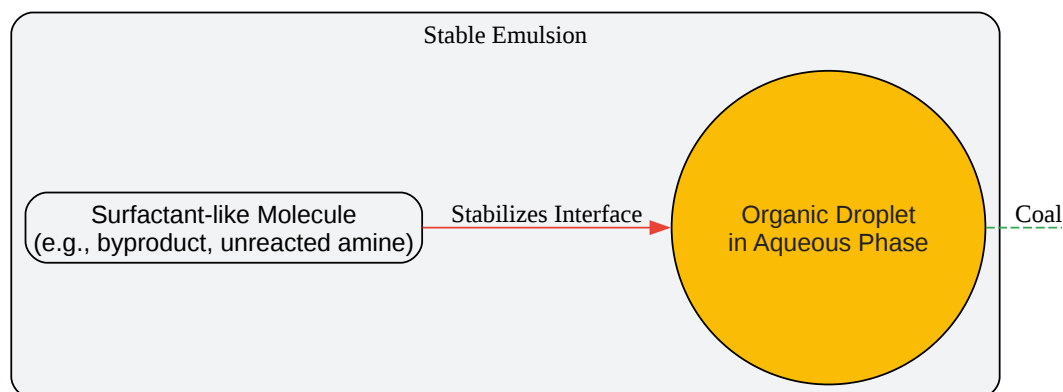 Stable Emulsion
Surfactant-like Molecule
(e.g., byproduct, unreacted amine)
Stabilizes Interface
Organic Droplet
in Aqueous Phase
Coal